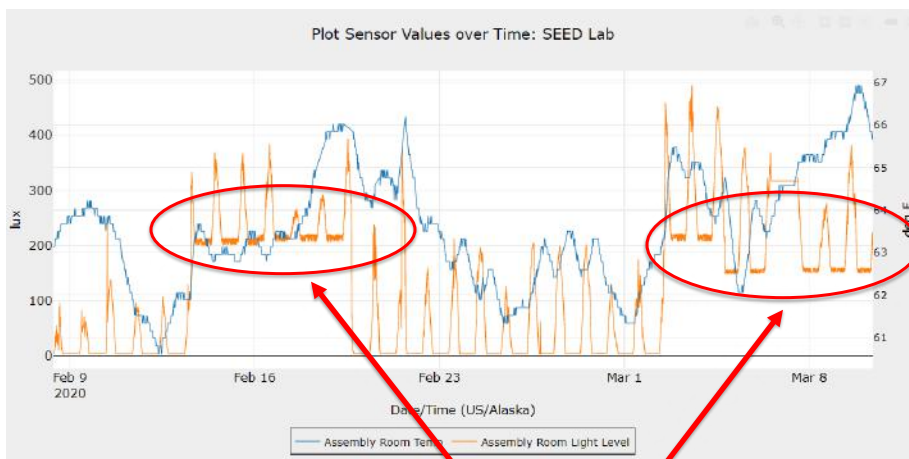 Plot Sensor Values over Time: SEED Lab
500
400
300
200
100
0
lux
67
66
65
64
63
62
61
deg F
Feb 9
2020
Feb 16
Feb 23
Mar 1
Mar 8
Date/Time (US/Alaska)
Assembly Room Temp
Assembly Room Light Level